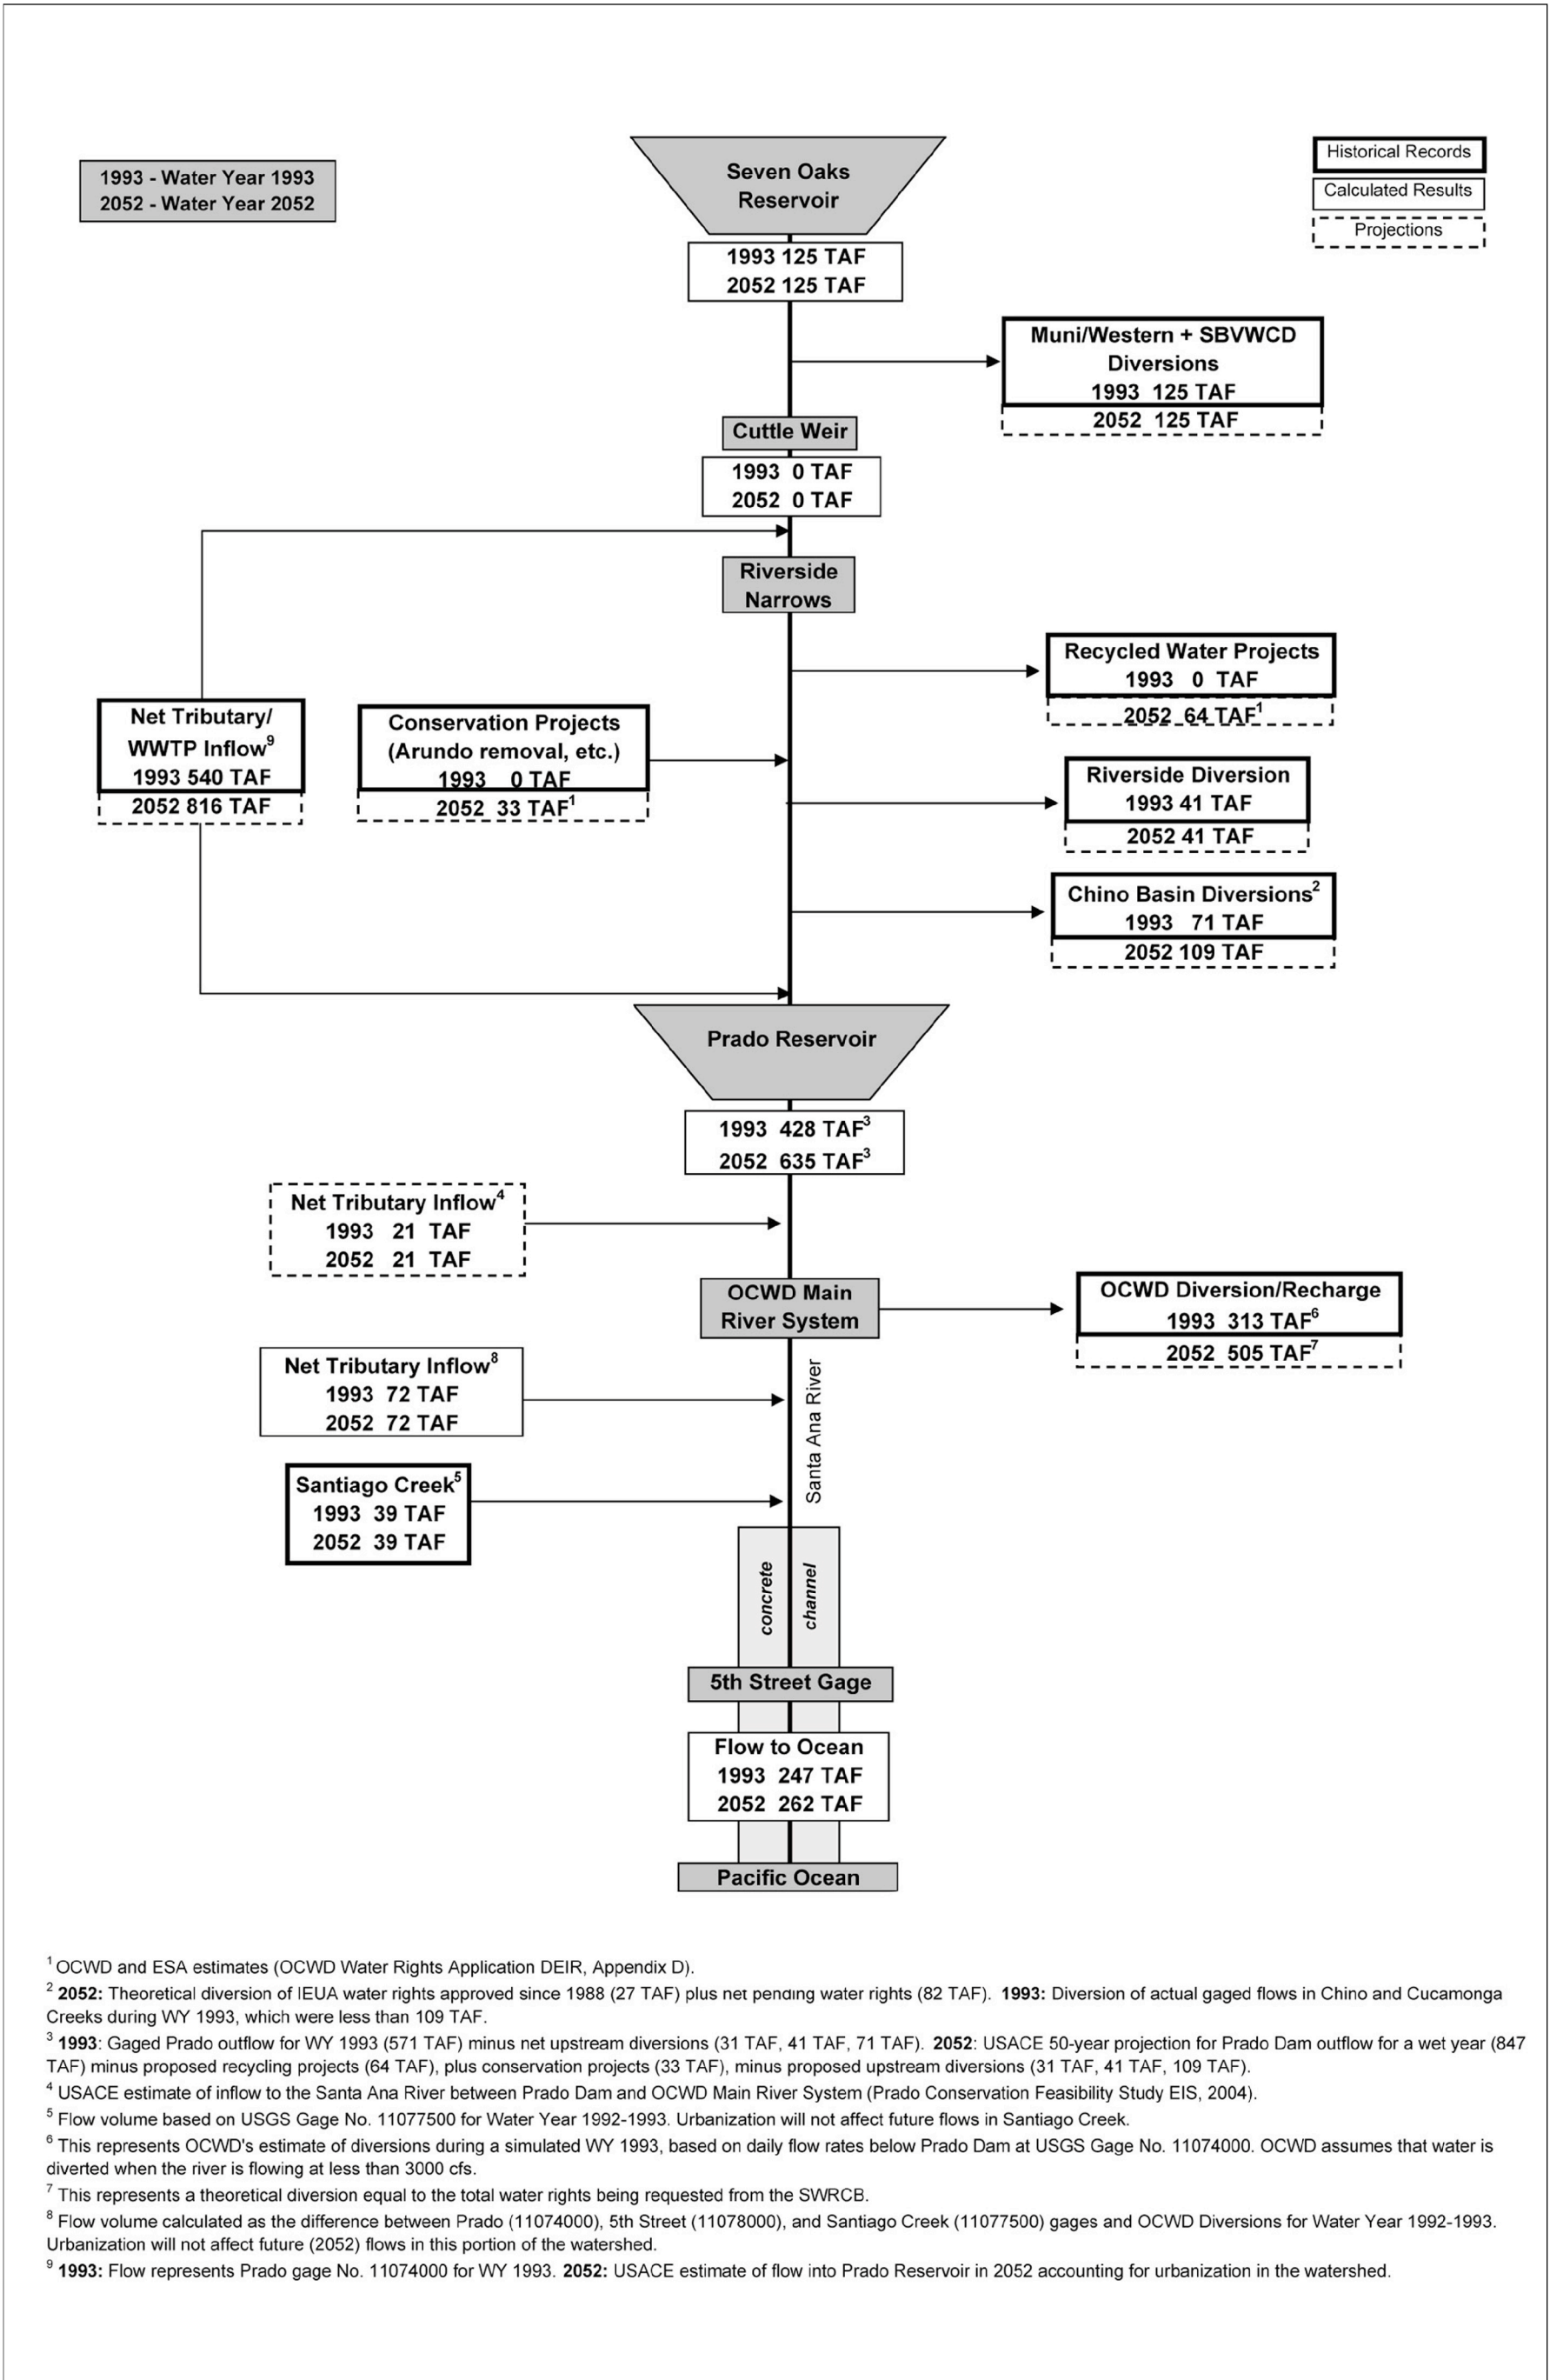 1993 - Water Year 1993
2052 - Water Year 2052
Seven Oaks
Reservoir
Historical Records
Calculated Results
Projections
1993 125 TAF
2052 125 TAF
Muni/Western + SBVWCD
Diversions
1993 125 TAF
2052 125 TAF
Cuttle Weir
1993 0 TAF
2052 0 TAF
Riverside
Narrows
Recycled Water Projects
1993 0 TAF
2052 64 TAF1
Net Tributary/
WWTP Inflow9
1993 540 TAF
2052 816 TAF
Conservation Projects
(Arundo removal, etc.)
1993 0 TAF
2052 33 TAF1
Riverside Diversion
1993 41 TAF
2052 41 TAF
Chino Basin Diversions2
1993 71 TAF
2052 109 TAF
Prado Reservoir
1993 428 TAF3
2052 635 TAF3
Net Tributary Inflow4
1993 21 TAF
2052 21 TAF
OCWD Main
River System
OCWD Diversion/Recharge
1993 313 TAF6
2052 505 TAF7
Net Tributary Inflow8
1993 72 TAF
2052 72 TAF
Santa Ana River
Santiago Creek5
1993 39 TAF
2052 39 TAF
concrete
channel
5th Street Gage
Flow to Ocean
1993 247 TAF
2052 262 TAF
Pacific Ocean
1 OCWD and ESA estimates (OCWD Water Rights Application DEIR, Appendix D).
2 2052: Theoretical diversion of IEUA water rights approved since 1988 (27 TAF) plus net pending water rights (82 TAF). 1993: Diversion of actual gaged flows in Chino and Cucamonga
Creeks during WY 1993, which were less than 109 TAF.
3 1993: Gaged Prado outflow for WY 1993 (571 TAF) minus net upstream diversions (31 TAF, 41 TAF, 71 TAF). 2052: USACE 50-year projection for Prado Dam outflow for a wet year (847
TAF) minus proposed recycling projects (64 TAF), plus conservation projects (33 TAF), minus proposed upstream diversions (31 TAF, 41 TAF, 109 TAF).
4 USACE estimate of inflow to the Santa Ana River between Prado Dam and OCWD Main River System (Prado Conservation Feasibility Study EIS, 2004).
5 Flow volume based on USGS Gage No. 11077500 for Water Year 1992-1993. Urbanization will not affect future flows in Santiago Creek.
6 This represents OCWD's estimate of diversions during a simulated WY 1993, based on daily flow rates below Prado Dam at USGS Gage No. 11074000. OCWD assumes that water is
diverted when the river is flowing at less than 3000 cfs.
7 This represents a theoretical diversion equal to the total water rights being requested from the SWRCB.
8 Flow volume calculated as the difference between Prado (11074000), 5th Street (11078000), and Santiago Creek (11077500) gages and OCWD Diversions for Water Year 1992-1993.
Urbanization will not affect future (2052) flows in this portion of the watershed.
9 1993: Flow represents Prado gage No. 11074000 for WY 1993. 2052: USACE estimate of flow into Prado Reservoir in 2052 accounting for urbanization in the watershed.